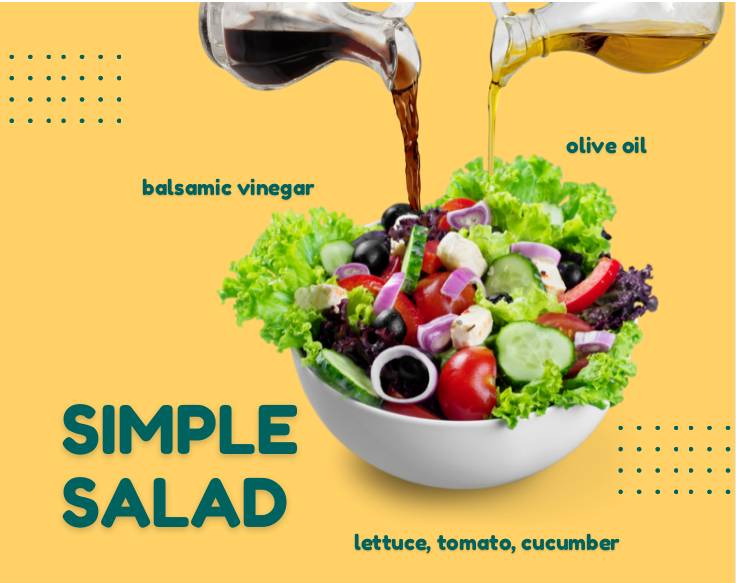 olive oil
balsamic vinegar
SIMPLE
SALAD
lettuce, tomato, cucumber